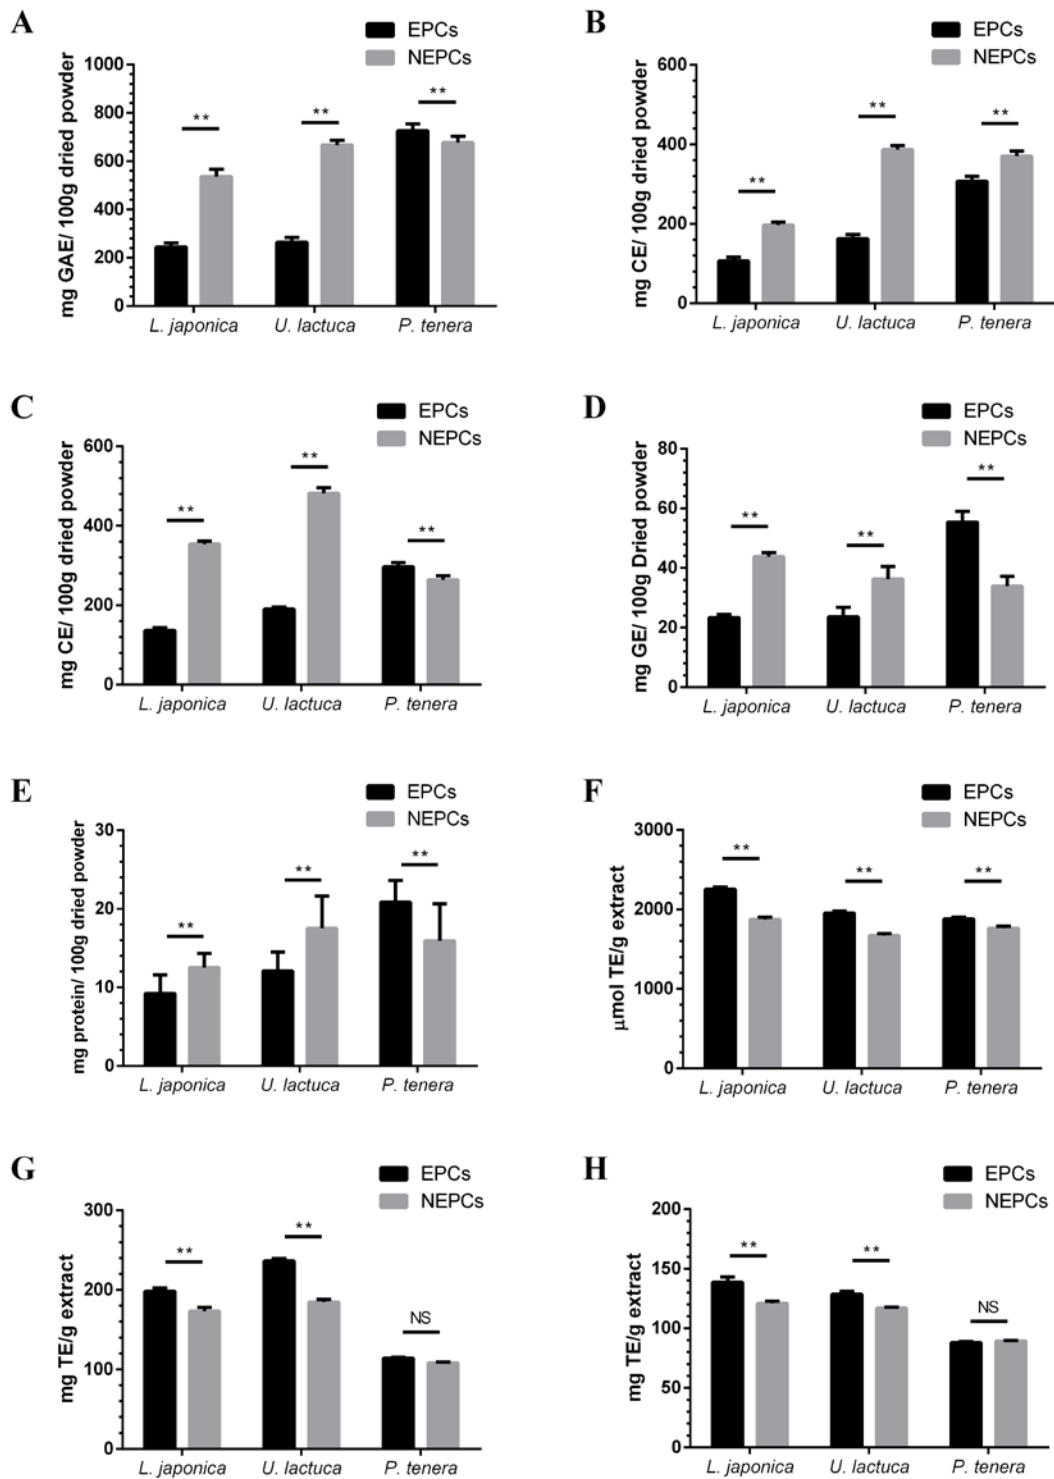 A
EPCs
NEPCs
mg GAE/ 100g dried powder
1000
800
600
400
200
0
**
**
**
L. japonica
U. lactuca
P. tenera
B
EPCs
NEPCs
mg CE/ 100g dried powder
600
400
200
0
**
**
**
L. japonica
U. lactuca
P. tenera
C
EPCs
NEPCs
mg CE/ 100g dried powder
600
400
200
0
**
**
**
L. japonica
U. lactuca
P. tenera
D
EPCs
NEPCs
mg GE/ 100g Dried powder
80
60
40
20
0
**
**
**
L. japonica
U. lactuca
P. tenera
E
EPCs
NEPCs
mg protein/ 100g dried powder
30
20
10
0
**
**
**
L. japonica
U. lactuca
P. tenera
F
EPCs
NEPCs
μmol TE/g extract
3000
2000
1000
0
**
**
**
L. japonica
U. lactuca
P. tenera
G
EPCs
NEPCs
mg TE/g extract
300
200
100
0
**
**
NS
L. japonica
U. lactuca
P. tenera
H
EPCs
NEPCs
mg TE/g extract
200
150
100
50
0
**
**
NS
L. japonica
U. lactuca
P. tenera